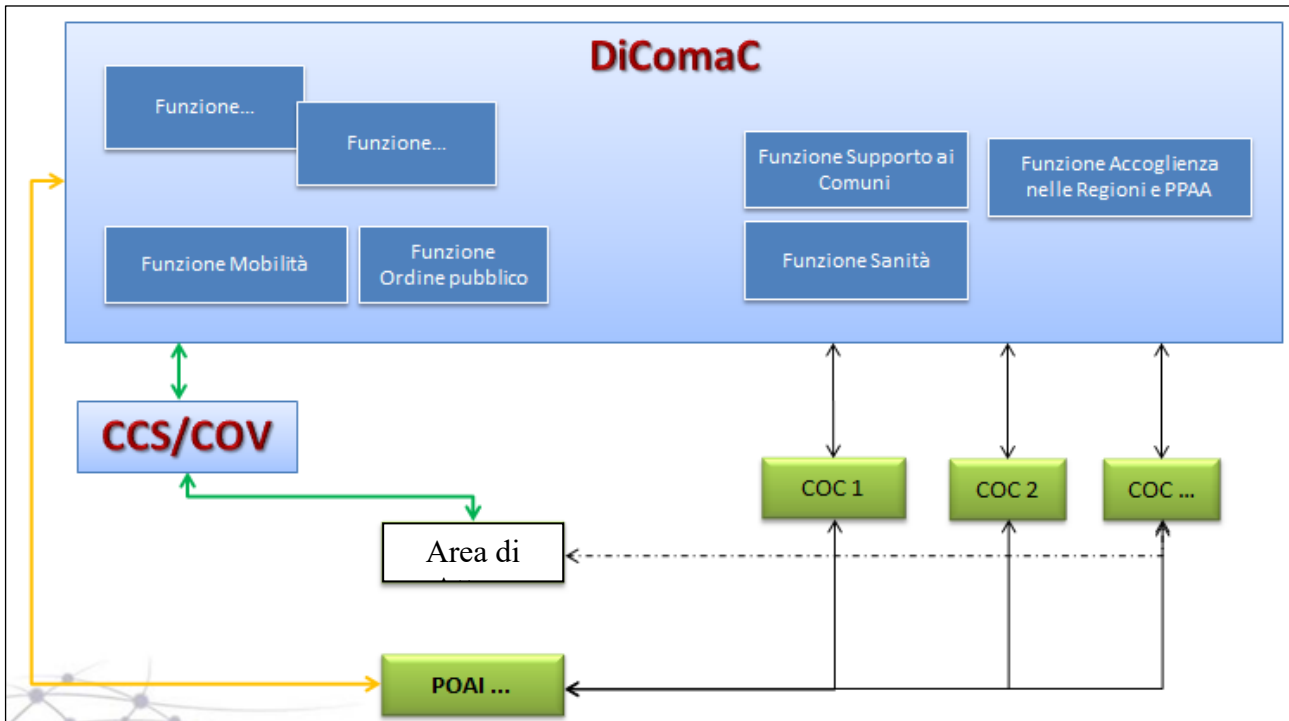 DiComaC
Funzione...
Funzione...
Funzione Supporto ai
Comuni
Funzione Accoglienza
nelle Regioni e PPAA
Funzione Mobilità
Funzione
Ordine pubblico
Funzione Sanità
CCS/COV
COC 1
COC 2
COC ...
Area di
POAI ...